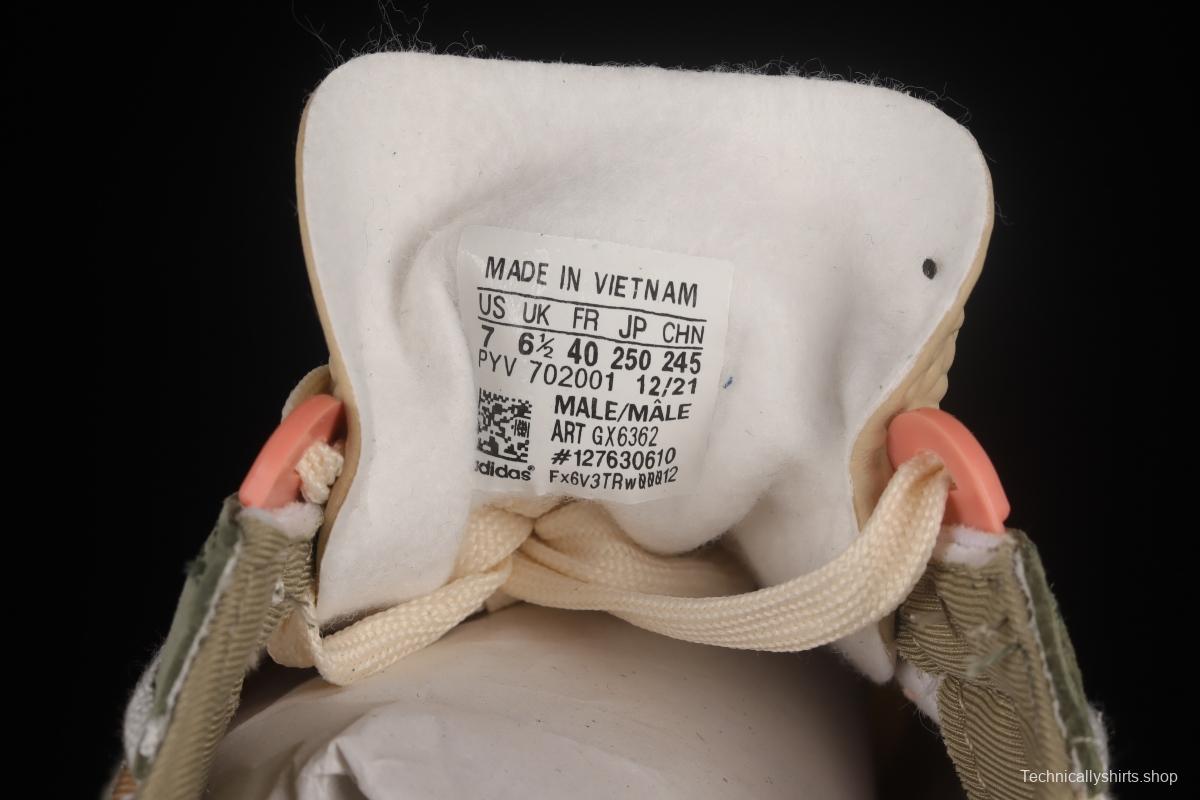 MADE IN VIETNAM
US UK FR JP CHN
7 6½ 40 250 245
PYV 702001 12/21
MALE/MÂLE
ART GX6362
#127630610
adidas® Fx6V3TRw00012
Technicallyshirts.shop